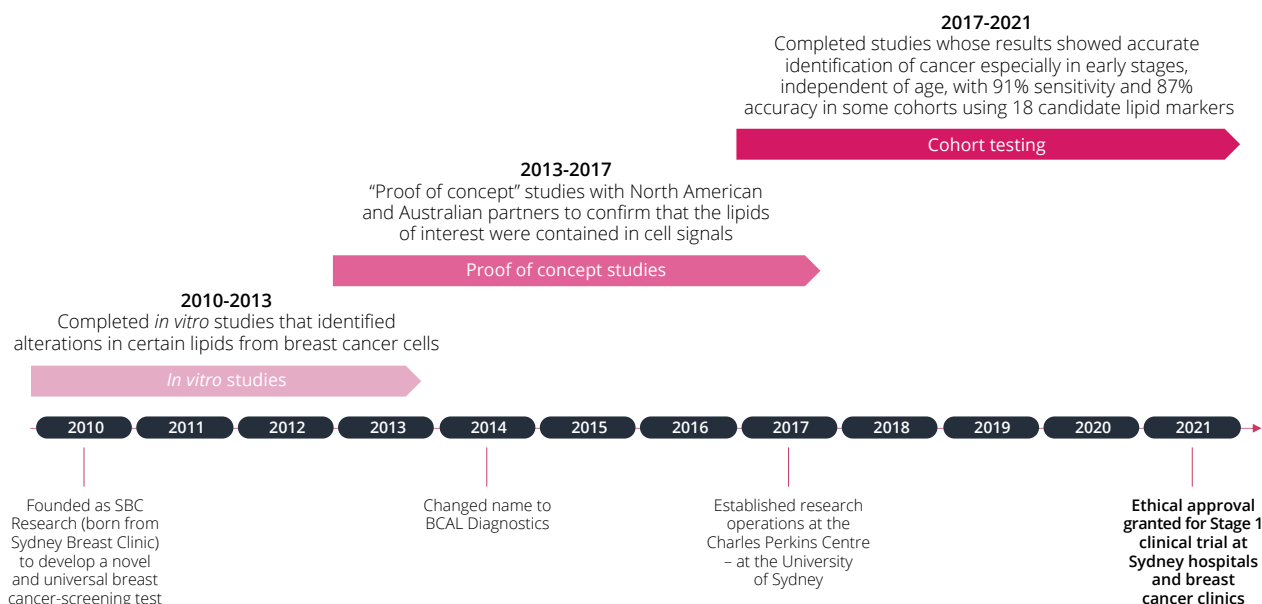 2017-2021
Completed studies whose results showed accurate
identification of cancer especially in early stages,
independent of age, with 91% sensitivity and 87%
accuracy in some cohorts using 18 candidate lipid markers
Cohort testing
2013-2017
“Proof of concept” studies with North American
and Australian partners to confirm that the lipids
of interest were contained in cell signals
Proof of concept studies
2010-2013
Completed in vitro studies that identified
alterations in certain lipids from breast cancer cells
In vitro studies
2010
2011
2012
2013
2014
2015
2016
2017
2018
2019
2020
2021
Founded as SBC
Research (born from
Sydney Breast Clinic)
to develop a novel
and universal breast
cancer-screening test
Changed name to
BCAL Diagnostics
Established research
operations at the
Charles Perkins Centre
– at the University
of Sydney
Ethical approval
granted for Stage 1
clinical trial at
Sydney hospitals
and breast
cancer clinics